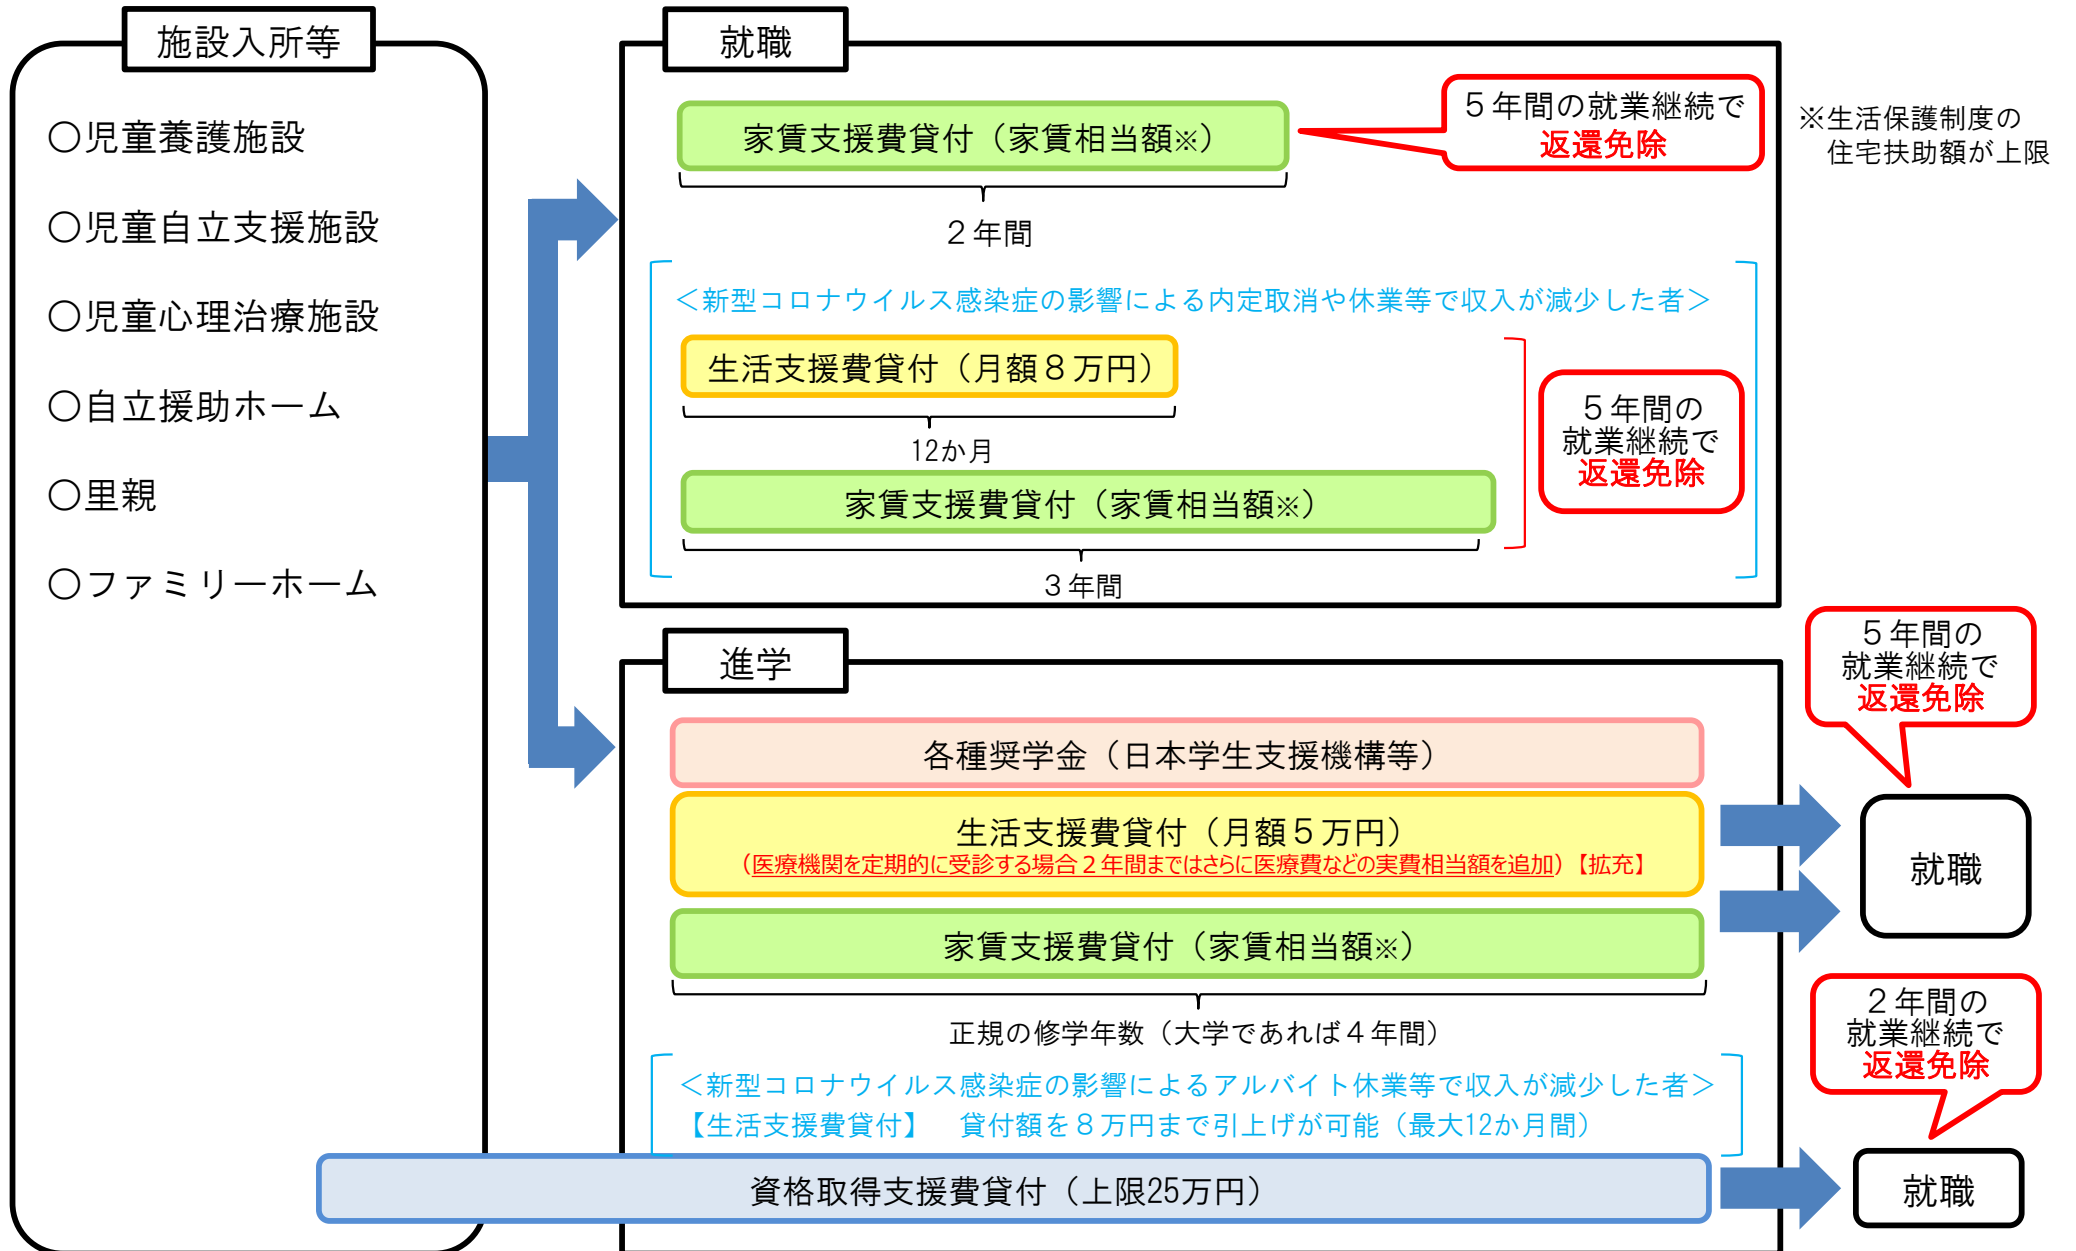 施設入所等
○児童養護施設
○児童自立支援施設
○児童心理治療施設
○自立援助ホーム
○里親
○ファミリーホーム
就職
家賃支援費貸付（家賃相当額※）
２年間
５年間の就業継続で
返還免除
※生活保護制度の
住宅扶助額が上限
＜新型コロナウイルス感染症の影響による内定取消や休業等で収入が減少した者＞
生活支援費貸付（月額８万円）
12か月
家賃支援費貸付（家賃相当額※）
３年間
５年間の
就業継続で
返還免除
進学
各種奨学金（日本学生支援機構等）
生活支援費貸付（月額５万円）
（医療機関を定期的に受診する場合２年間まではさらに医療費などの実費相当額を追加）【拡充】
家賃支援費貸付（家賃相当額※）
正規の修学年数（大学であれば４年間）
５年間の
就業継続で
返還免除
就職
＜新型コロナウイルス感染症の影響によるアルバイト休業等で収入が減少した者＞
【生活支援費貸付】　貸付額を８万円まで引上げが可能（最大12か月間）
資格取得支援費貸付（上限25万円）
２年間の
就業継続で
返還免除
就職